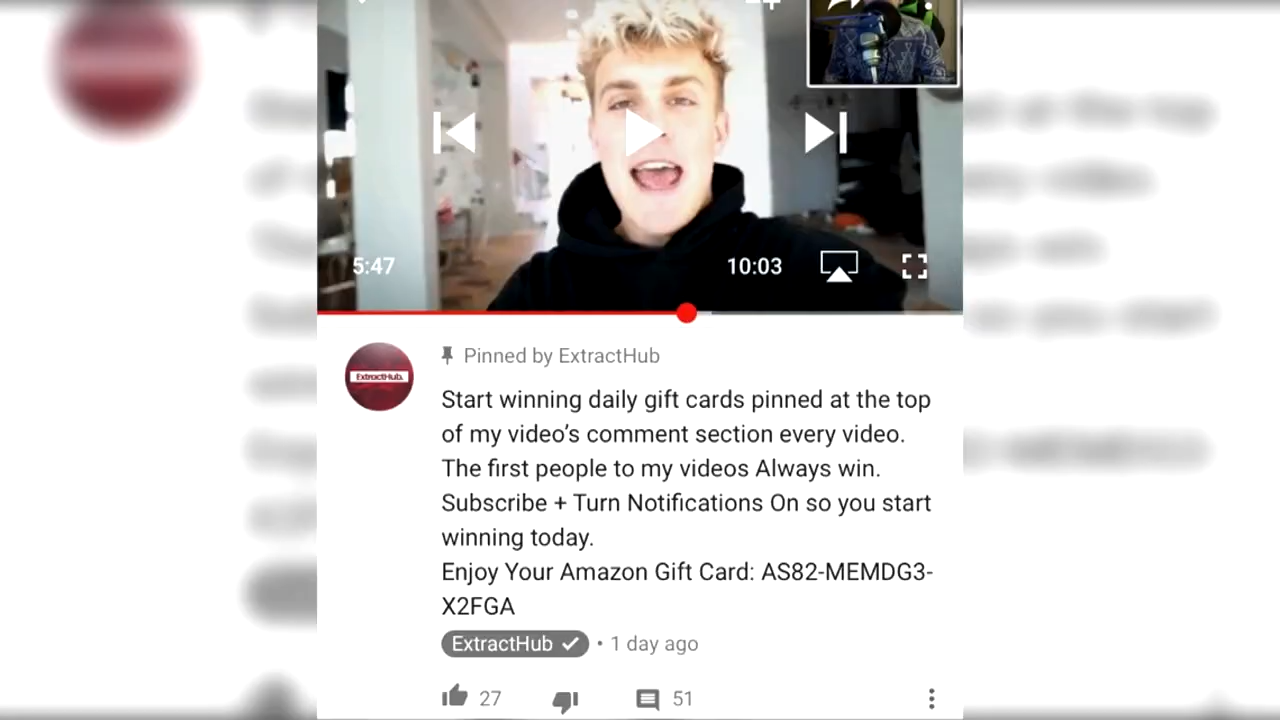 5:47
10:03
ExtractHub.
Pinned by ExtractHub
Start winning daily gift cards pinned at the top
of my video’s comment section every video.
The first people to my videos Always win.
Subscribe + Turn Notifications On so you start
winning today.
Enjoy Your Amazon Gift Card: AS82-MEMDG3-
X2FGA
ExtractHub • 1 day ago
27
51